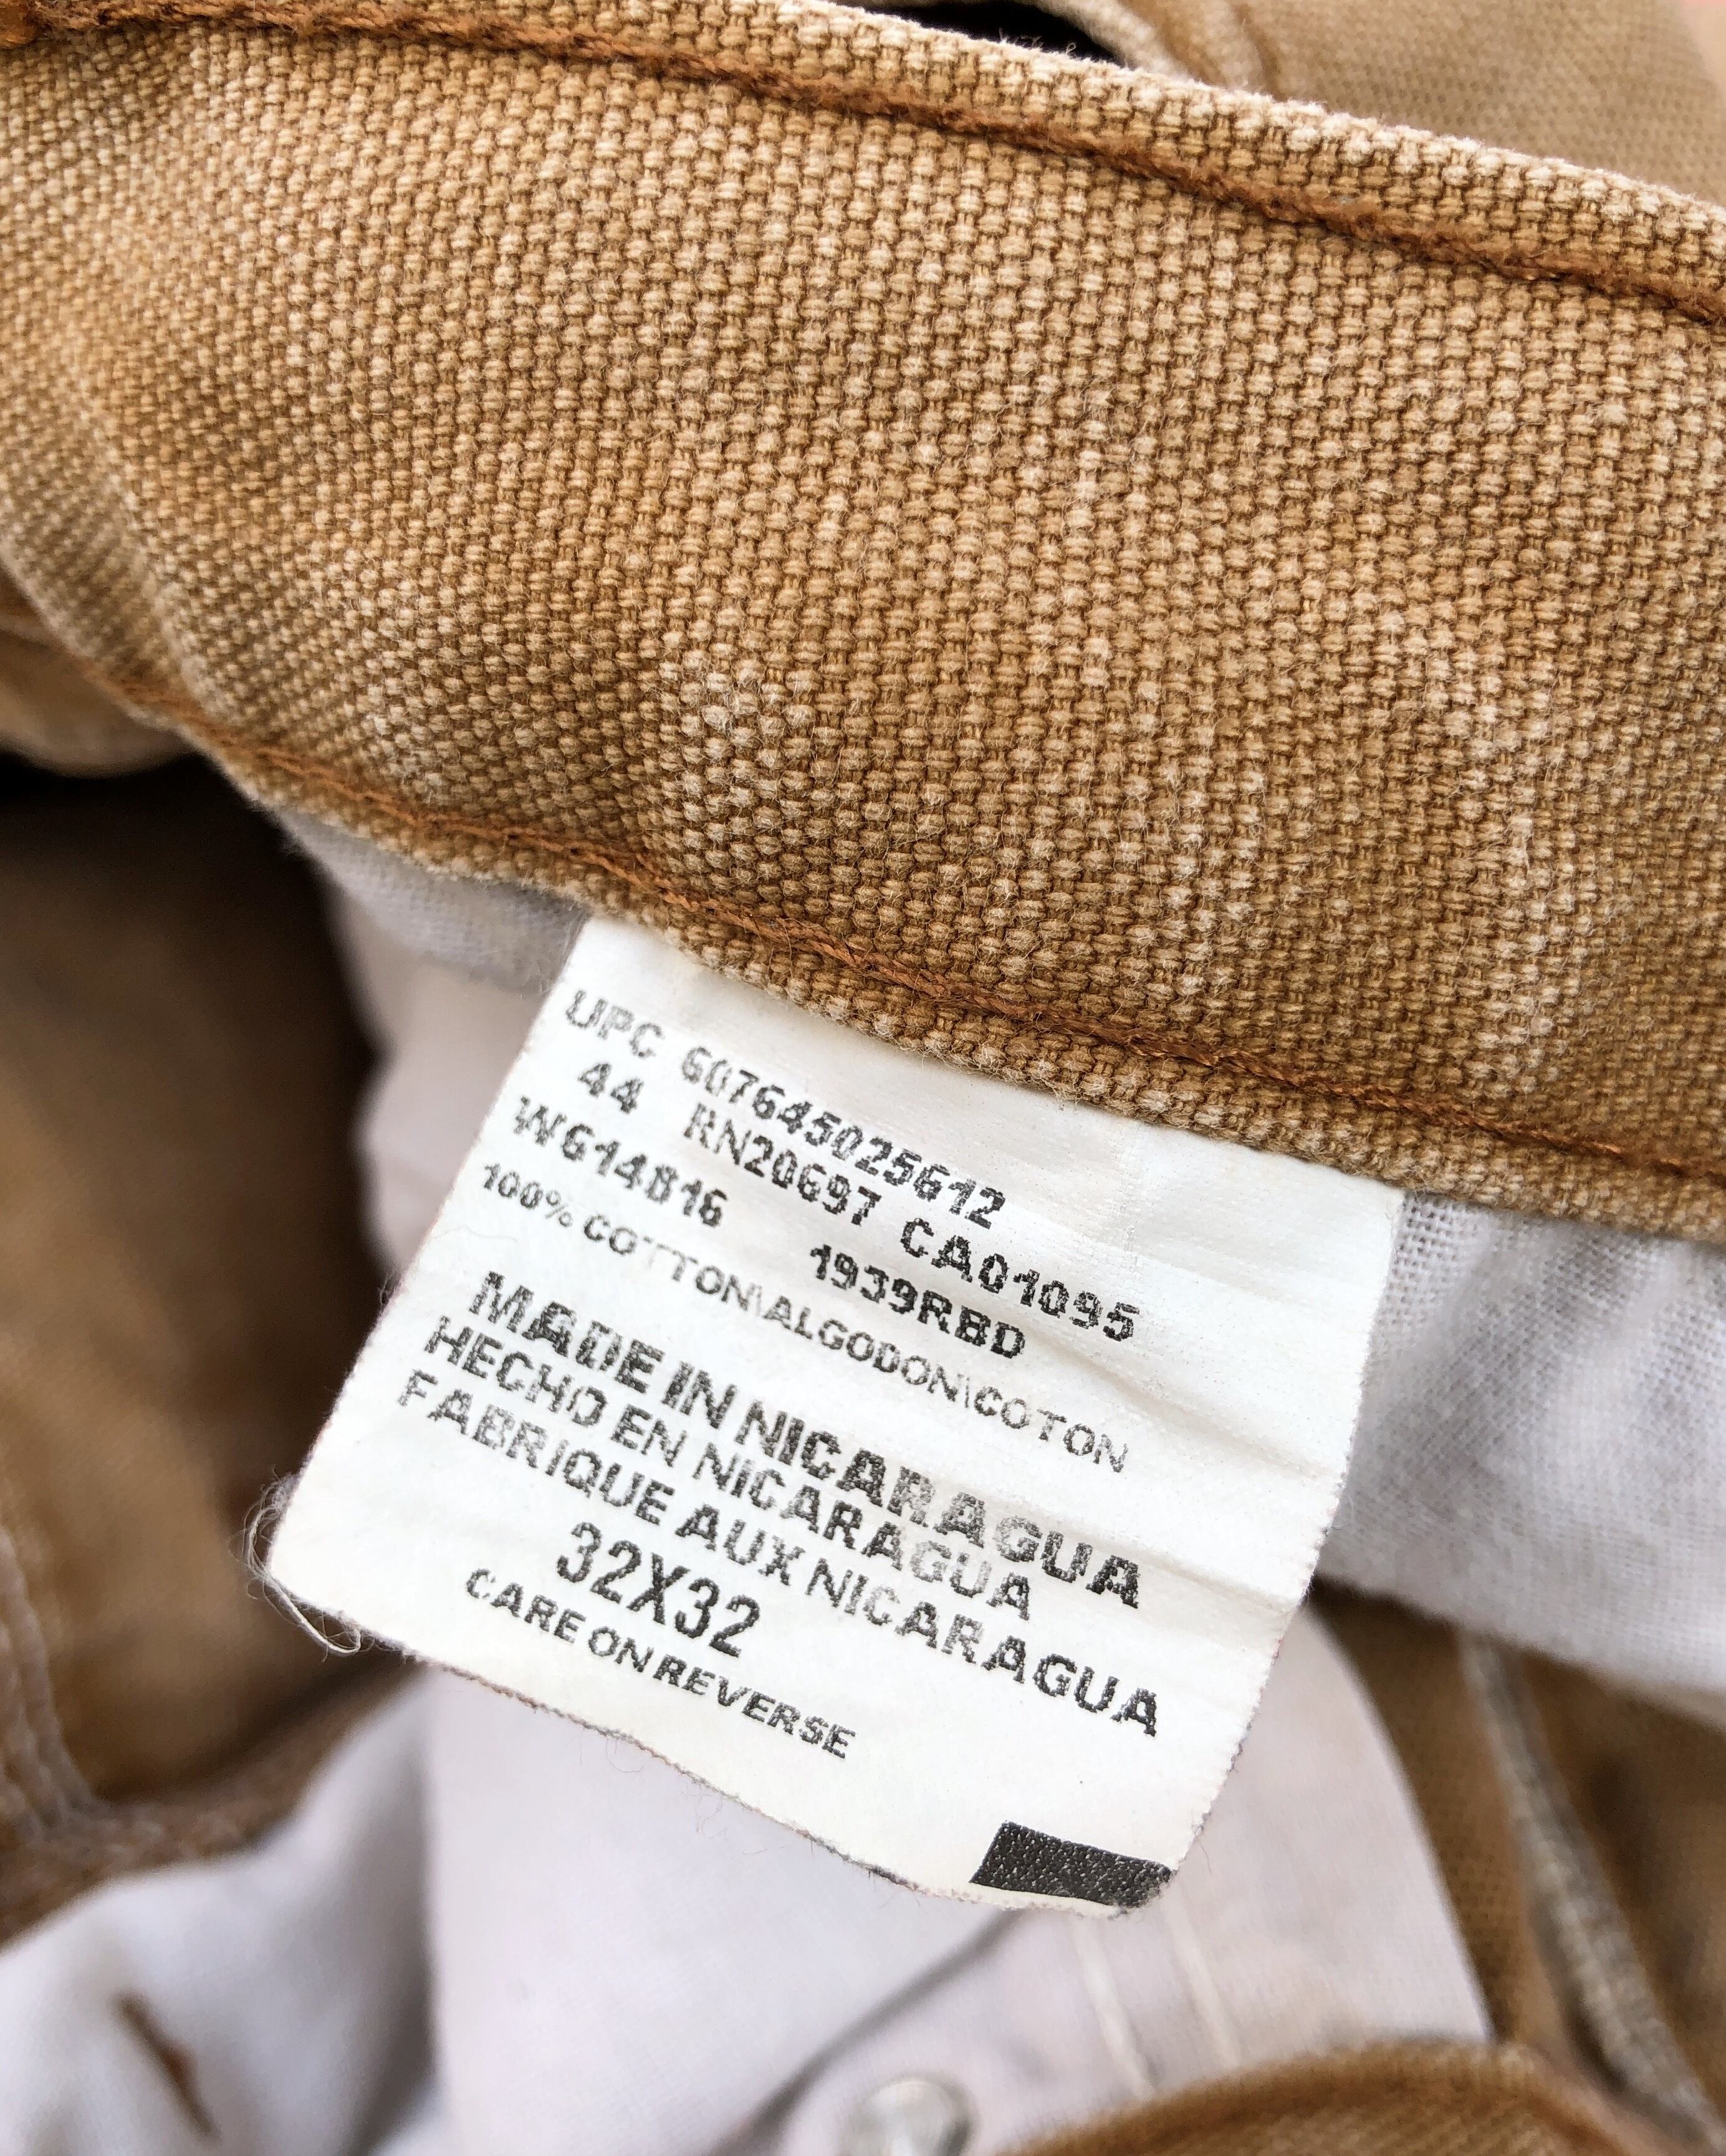 UPC 607645025612
44 RN20697 CA01095
W614816 1939RBD
100% COTTON\ALGODON\COTON
MADE IN NICARAGUA
HECHO EN NICARAGUA
FABRIQUE AUX NICARAGUA
32X32
CARE ON REVERSE